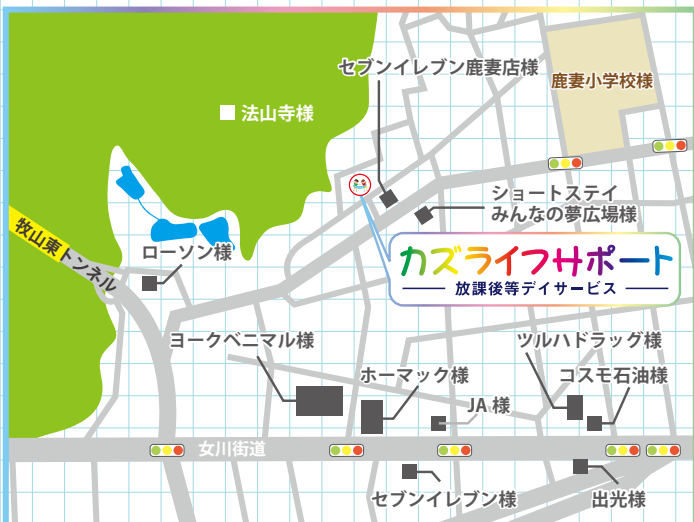 セブンイレブン鹿妻店様
鹿妻小学校様
法山寺様
ショートステイ
みんなの夢広場様
牧山東トンネル
ローソン様
カズライフサポート
放課後等デイサービス
ヨークベニマル様
ツルハドラッグ様
ホーマック様
コスモ石油様
JA 様
女川街道
セブンイレブン様
出光様